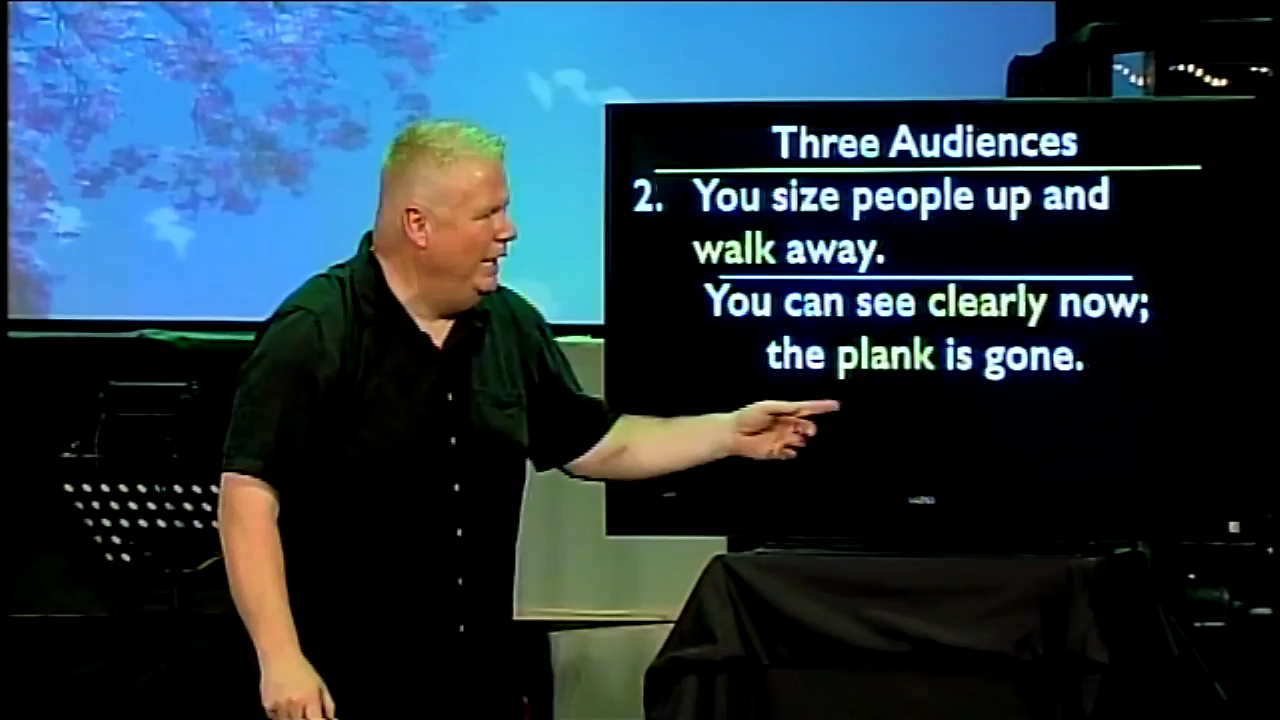 Three Audiences
2. You size people up and
walk away.
You can see clearly now;
the plank is gone.